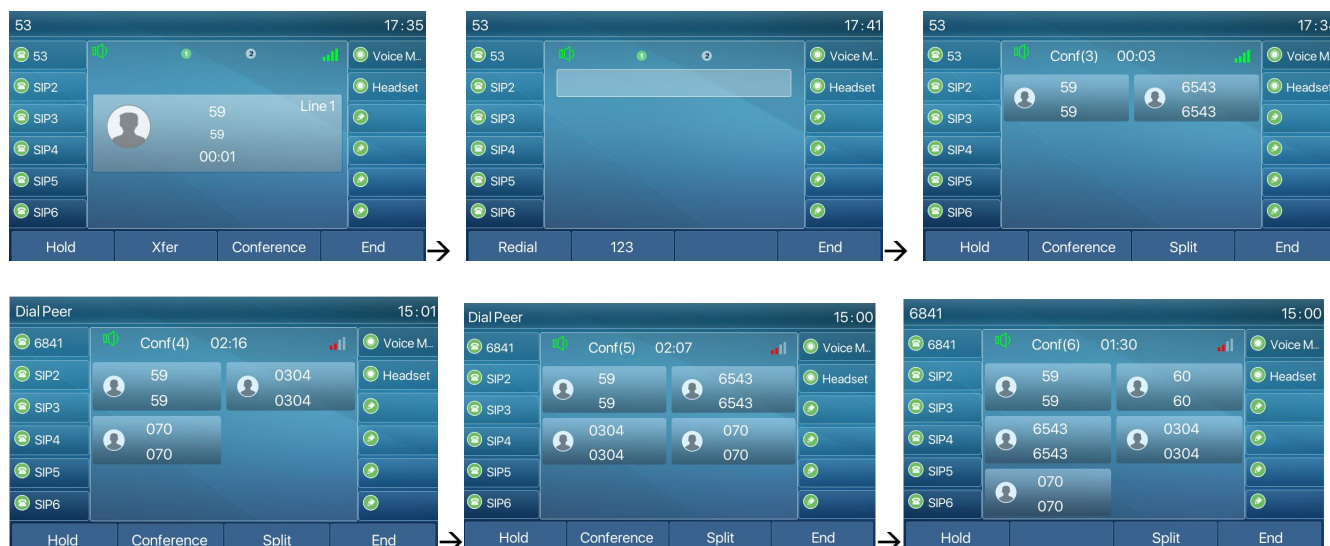 53 17:35
53 1 2 Voice M...
SIP2 Headset
59 Line 1
SIP3 59
SIP4 00:01
SIP5
SIP6
Hold Xfer Conference End
→
53 17:41
53 1 2 Voice M...
SIP2 Headset
SIP3
SIP4
SIP5
SIP6
Redial 123 End
→
53 17:3
53 Conf(3) 00:03 Voice M
SIP2 59 6543 Headset
SIP3 59 6543
SIP4
SIP5
SIP6
Hold Conference Split End
Dial Peer 15:01
6841 Conf(4) 02:16 Voice M...
SIP2 59 0304 Headset
SIP3 59 0304
SIP4 070
070
SIP5
SIP6
Hold Conference Split End
→
Dial Peer 15:00
6841 Conf(5) 02:07 Voice M...
SIP2 59 6543 Headset
SIP3 59 6543
SIP4 0304 070
0304 070
SIP5
SIP6
Hold Conference Split End
→
6841 15:00
6841 Conf(6) 01:30 Voice M...
SIP2 59 60 Headset
SIP3 59 60
SIP4 6543 0304
6543 0304
SIP5 070
SIP6 070
Hold Split End